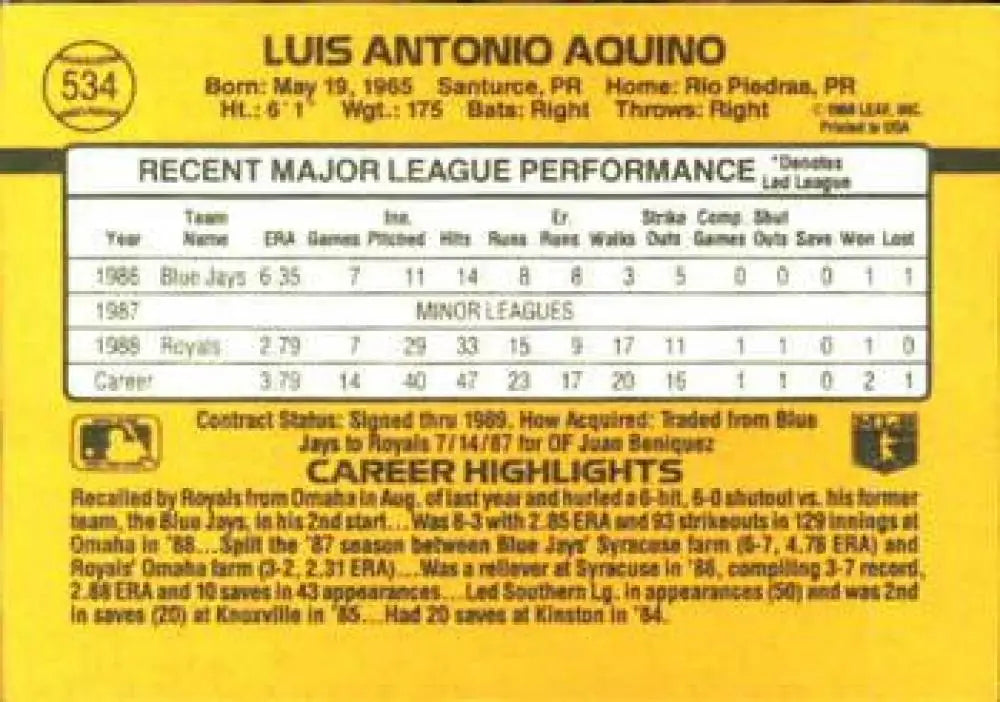 LUIS ANTONIO AQUINO
534
Born: May 19, 1965 Santurce, PR Home: Rio Piedras, PR
Ht.: 6' 1" Wgt.: 175 Bats: Right Throws: Right
© 1988 LEAF, INC.
Printed in USA
RECENT MAJOR LEAGUE PERFORMANCE *Denotes Led League
Year Team Name ERA Games Inn. Pitched Hits Runs Er. Runs Walks Strike Outs Comp. Games Shut Outs Save Won Lost
1986 Blue Jays 6.35 7 11 14 8 8 3 5 0 0 0 1 1
1987 MINOR LEAGUES
1988 Royals 2.79 7 29 33 15 9 17 11 1 1 0 1 0
Career 3.79 14 40 47 23 17 20 16 1 1 0 2 1
Contract Status: Signed thru 1989. How Acquired: Traded from Blue
Jays to Royals 7/14/87 for OF Juan Beniquez
CAREER HIGHLIGHTS
Recalled by Royals from Omaha in Aug. of last year and hurled a 6-hit, 6-0 shutout vs. his former
team, the Blue Jays, in his 2nd start...Was 8-3 with 2.85 ERA and 93 strikeouts in 129 innings at
Omaha in '88...Split the '87 season between Blue Jays' Syracuse farm (6-7, 4.78 ERA) and
Royals' Omaha farm (3-2, 2.31 ERA)...Was a reliever at Syracuse in '86, compiling 3-7 record,
2.88 ERA and 10 saves in 43 appearances...Led Southern Lg. in appearances (50) and was 2nd
in saves (20) at Knoxville in '85...Had 20 saves at Kinston in '84.